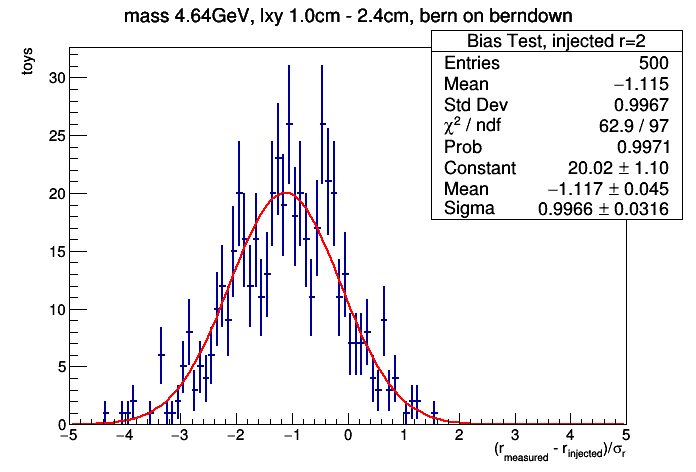 mass 4.64GeV, lxy 1.0cm - 2.4cm, bern on berndown
toys
Bias Test, injected r=2
Entries 500
Mean −1.115
Std Dev 0.9967
χ² / ndf 62.9 / 97
Prob 0.9971
Constant 20.02 ± 1.10
Mean −1.117 ± 0.045
Sigma 0.9966 ± 0.0316
30
25
20
15
10
5
0
−5 −4 −3 −2 −1 0 1 2 3 4 5
(r_measured - r_injected)/σ_r